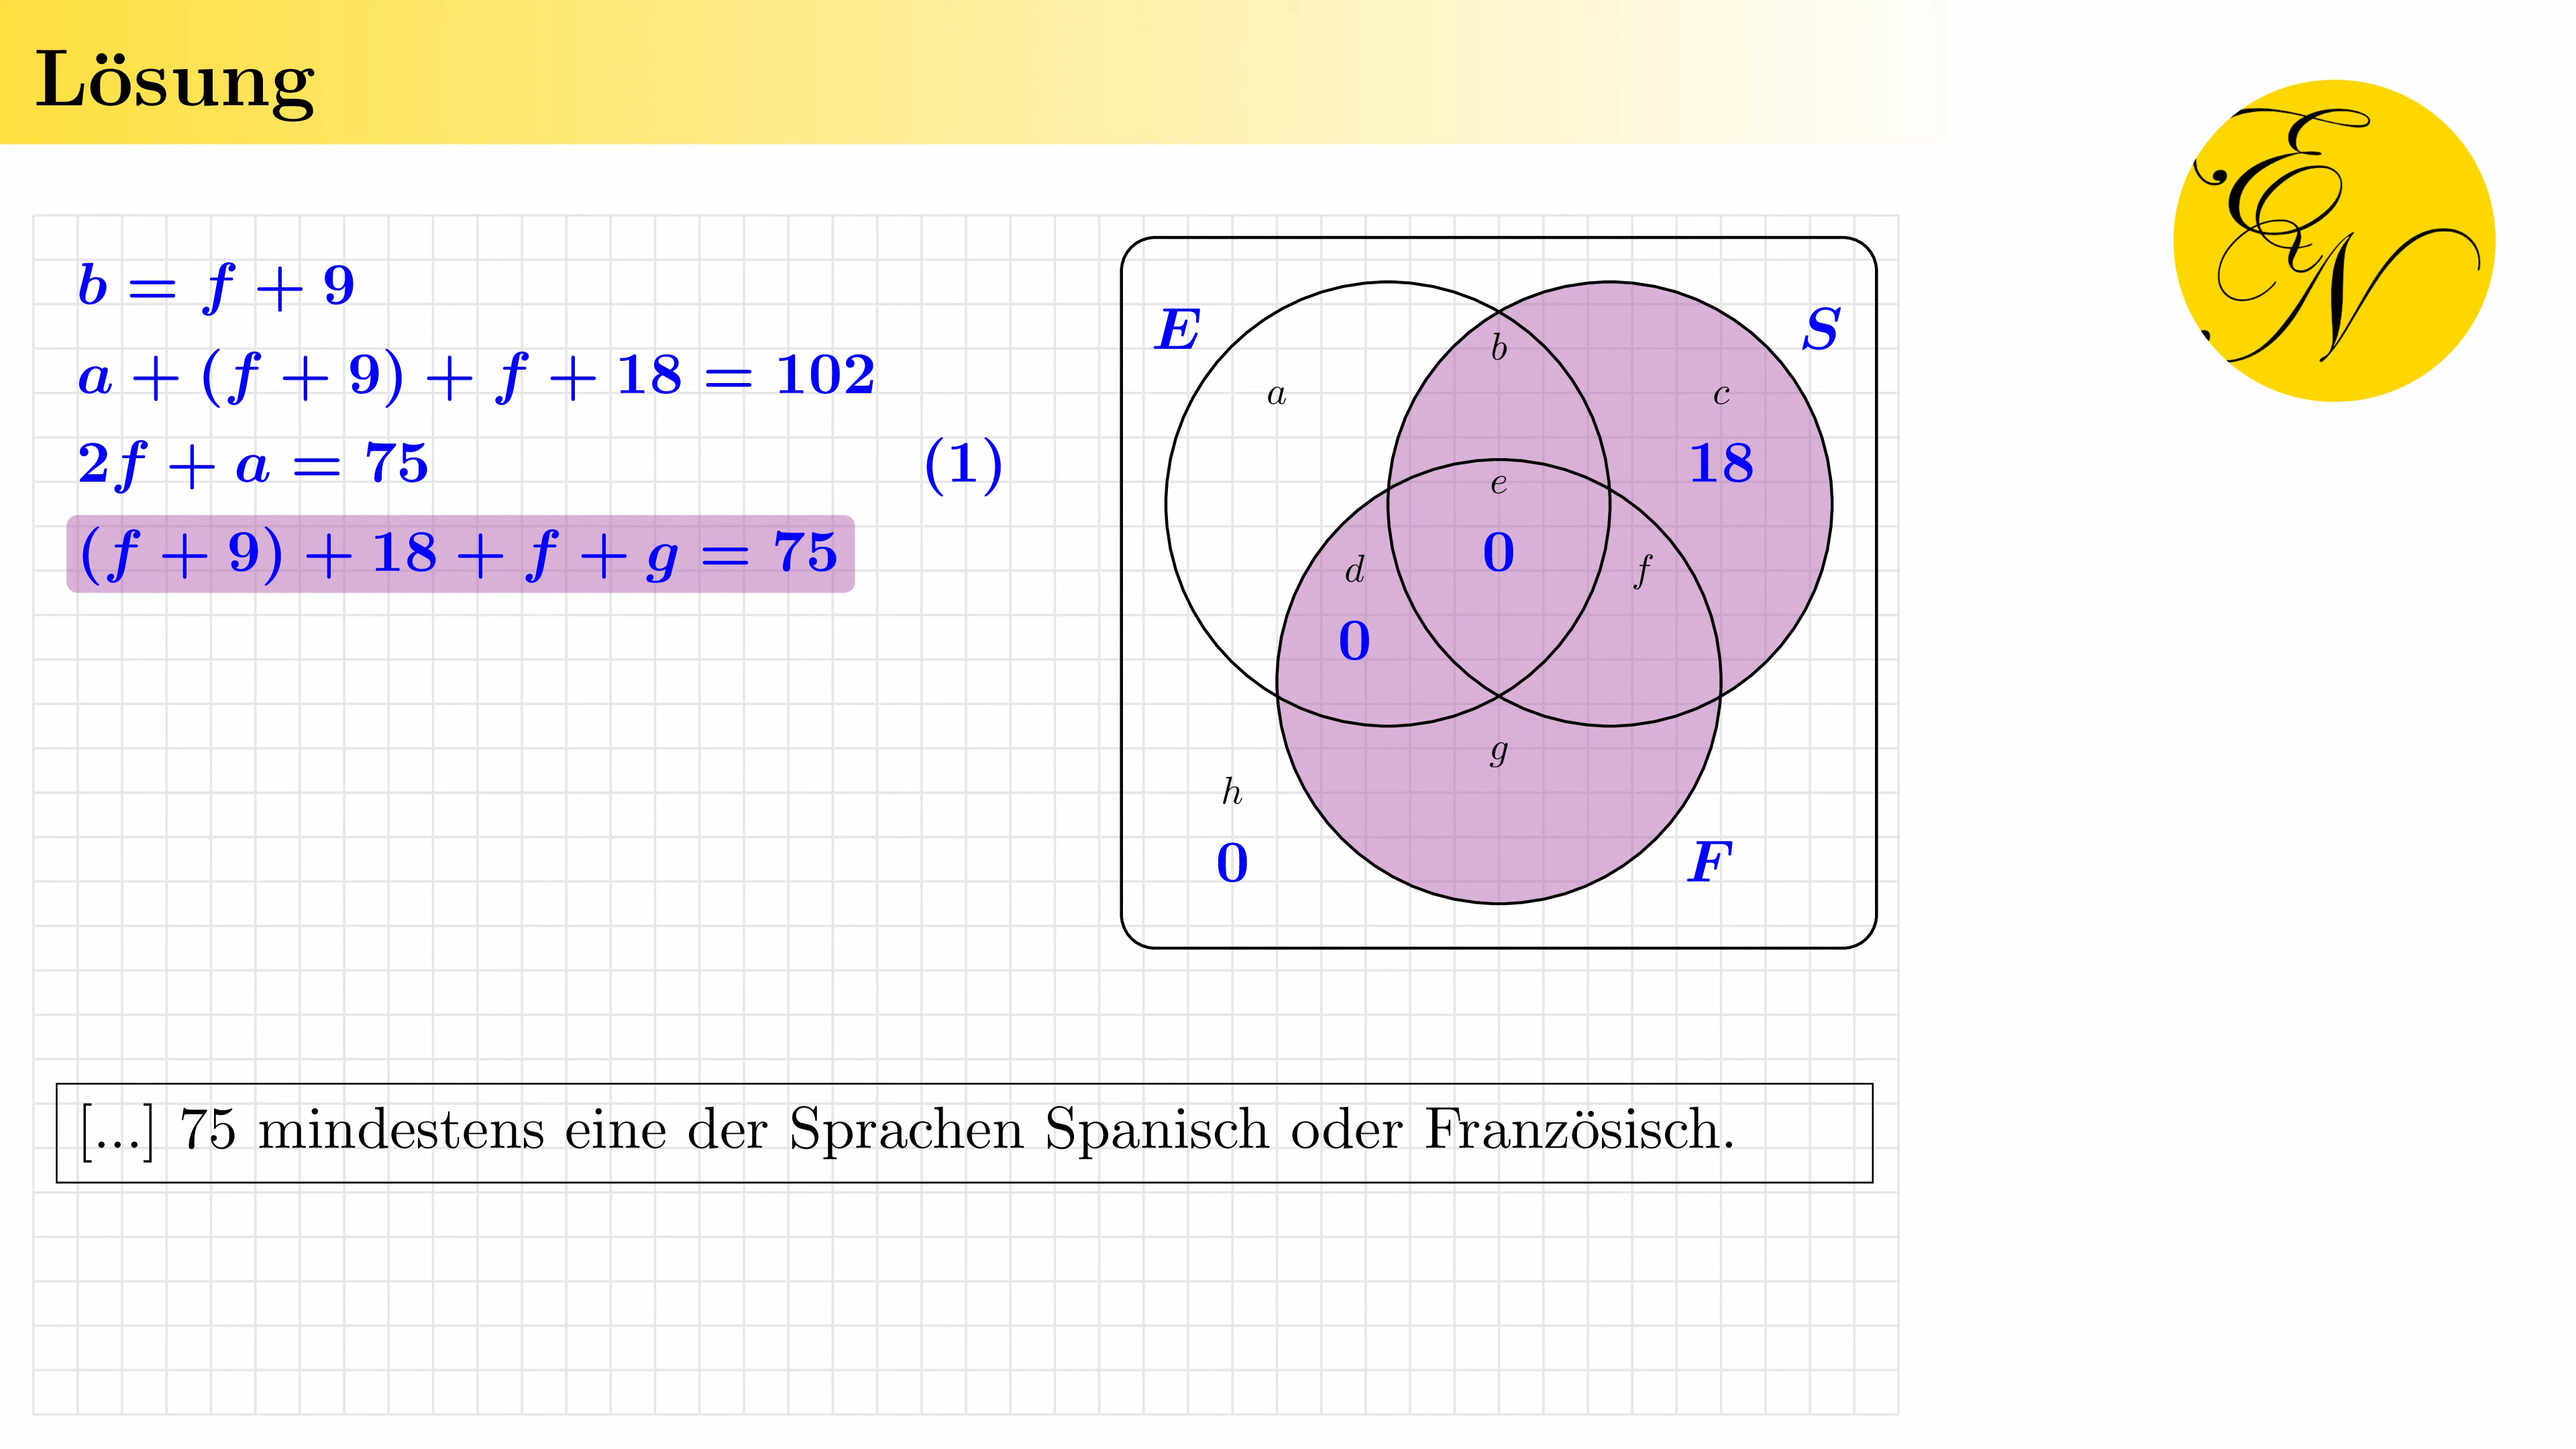 Lösung
b = f + 9
a + (f + 9) + f + 18 = 102
2f + a = 75 (1)
(f + 9) + 18 + f + g = 75
E
S
b
a
c
18
e
0
d
f
0
g
h
0
F
[...] 75 mindestens eine der Sprachen Spanisch oder Französisch.
E
Q
N